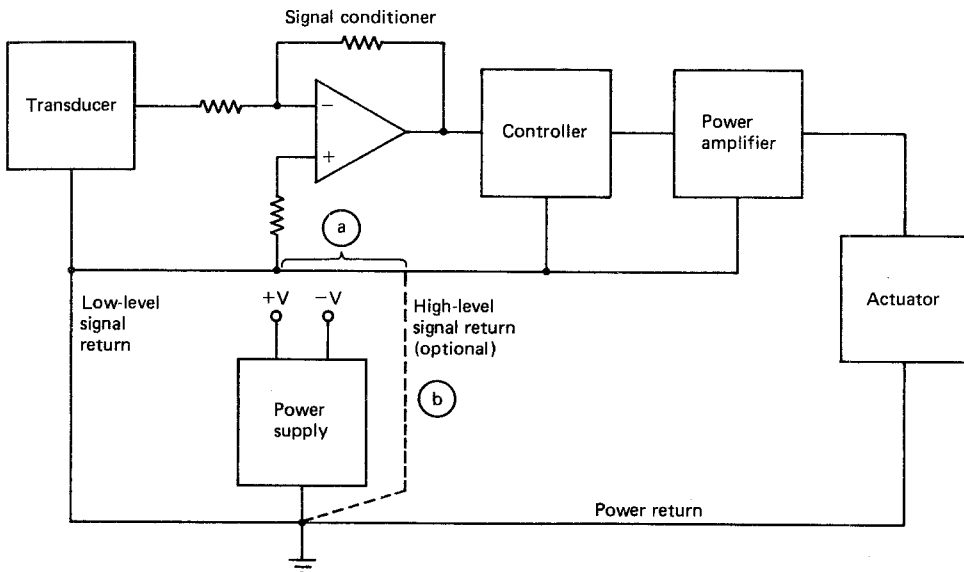 Signal conditioner
Transducer
−
+
Controller
Power
amplifier
a
Low-level
signal
return
+V
−V
High-level
signal return
(optional)
Actuator
b
Power
supply
Power return